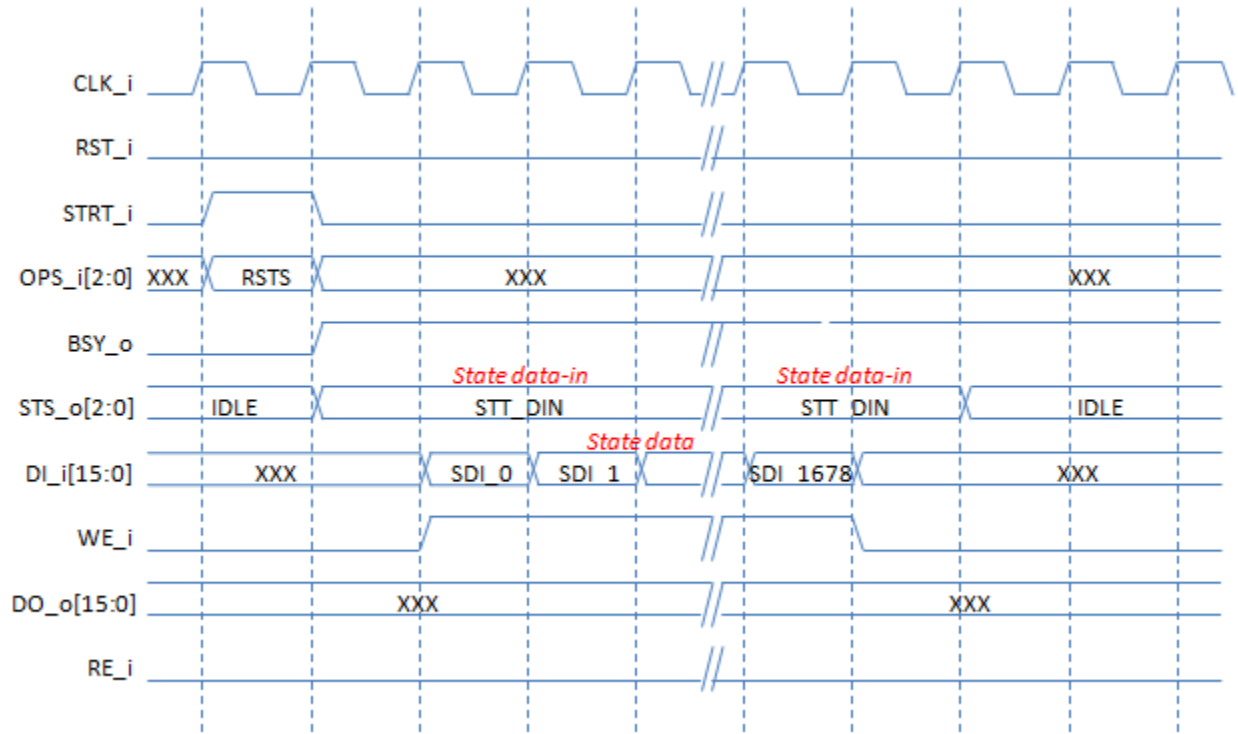 CLK_i
RST_i
STRT_i
OPS_i[2:0] XXX RSTS XXX XXX
BSY_o
State data-in State data-in
STS_o[2:0] IDLE STT_DIN STT_DIN IDLE
State data
DI_i[15:0] XXX SDI_0 SDI_1 SDI_1678 XXX
WE_i
DO_o[15:0] XXX XXX
RE_i